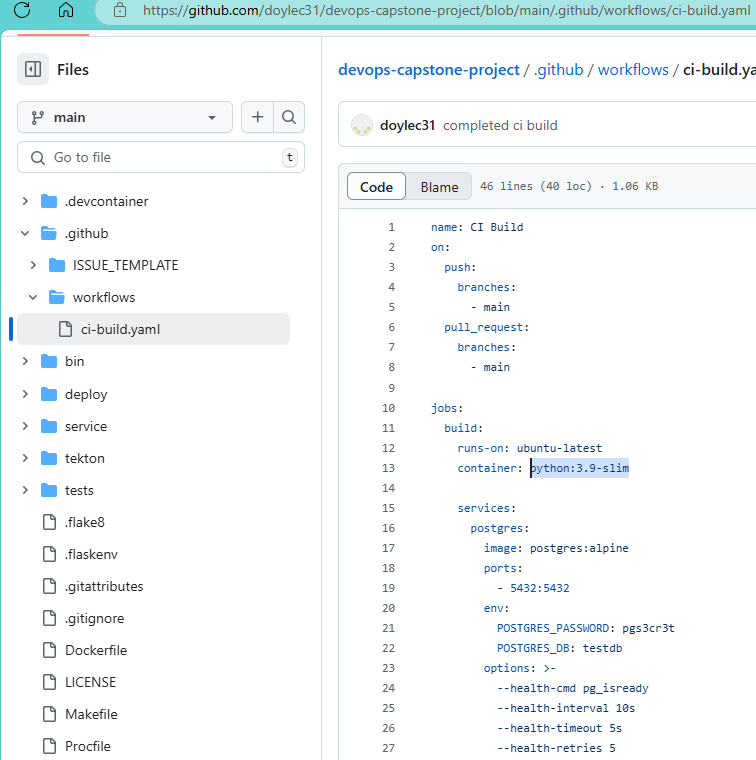 https://github.com/doylec31/devops-capstone-project/blob/main/.github/workflows/ci-build.yaml
Files
main
Go to file
t
.devcontainer
.github
ISSUE_TEMPLATE
workflows
ci-build.yaml
bin
deploy
service
tekton
tests
.flake8
.flaskenv
.gitattributes
.gitignore
Dockerfile
LICENSE
Makefile
Procfile
devops-capstone-project / .github / workflows / ci-build.ya
doylec31 completed ci build
Code Blame 46 lines (40 loc) · 1.06 KB
1 name: CI Build
2 on:
3 push:
4 branches:
5 - main
6 pull_request:
7 branches:
8 - main
9
10 jobs:
11 build:
12 runs-on: ubuntu-latest
13 container: python:3.9-slim
14
15 services:
16 postgres:
17 image: postgres:alpine
18 ports:
19 - 5432:5432
20 env:
21 POSTGRES_PASSWORD: pgs3cr3t
22 POSTGRES_DB: testdb
23 options: >-
24 --health-cmd pg_isready
25 --health-interval 10s
26 --health-timeout 5s
27 --health-retries 5